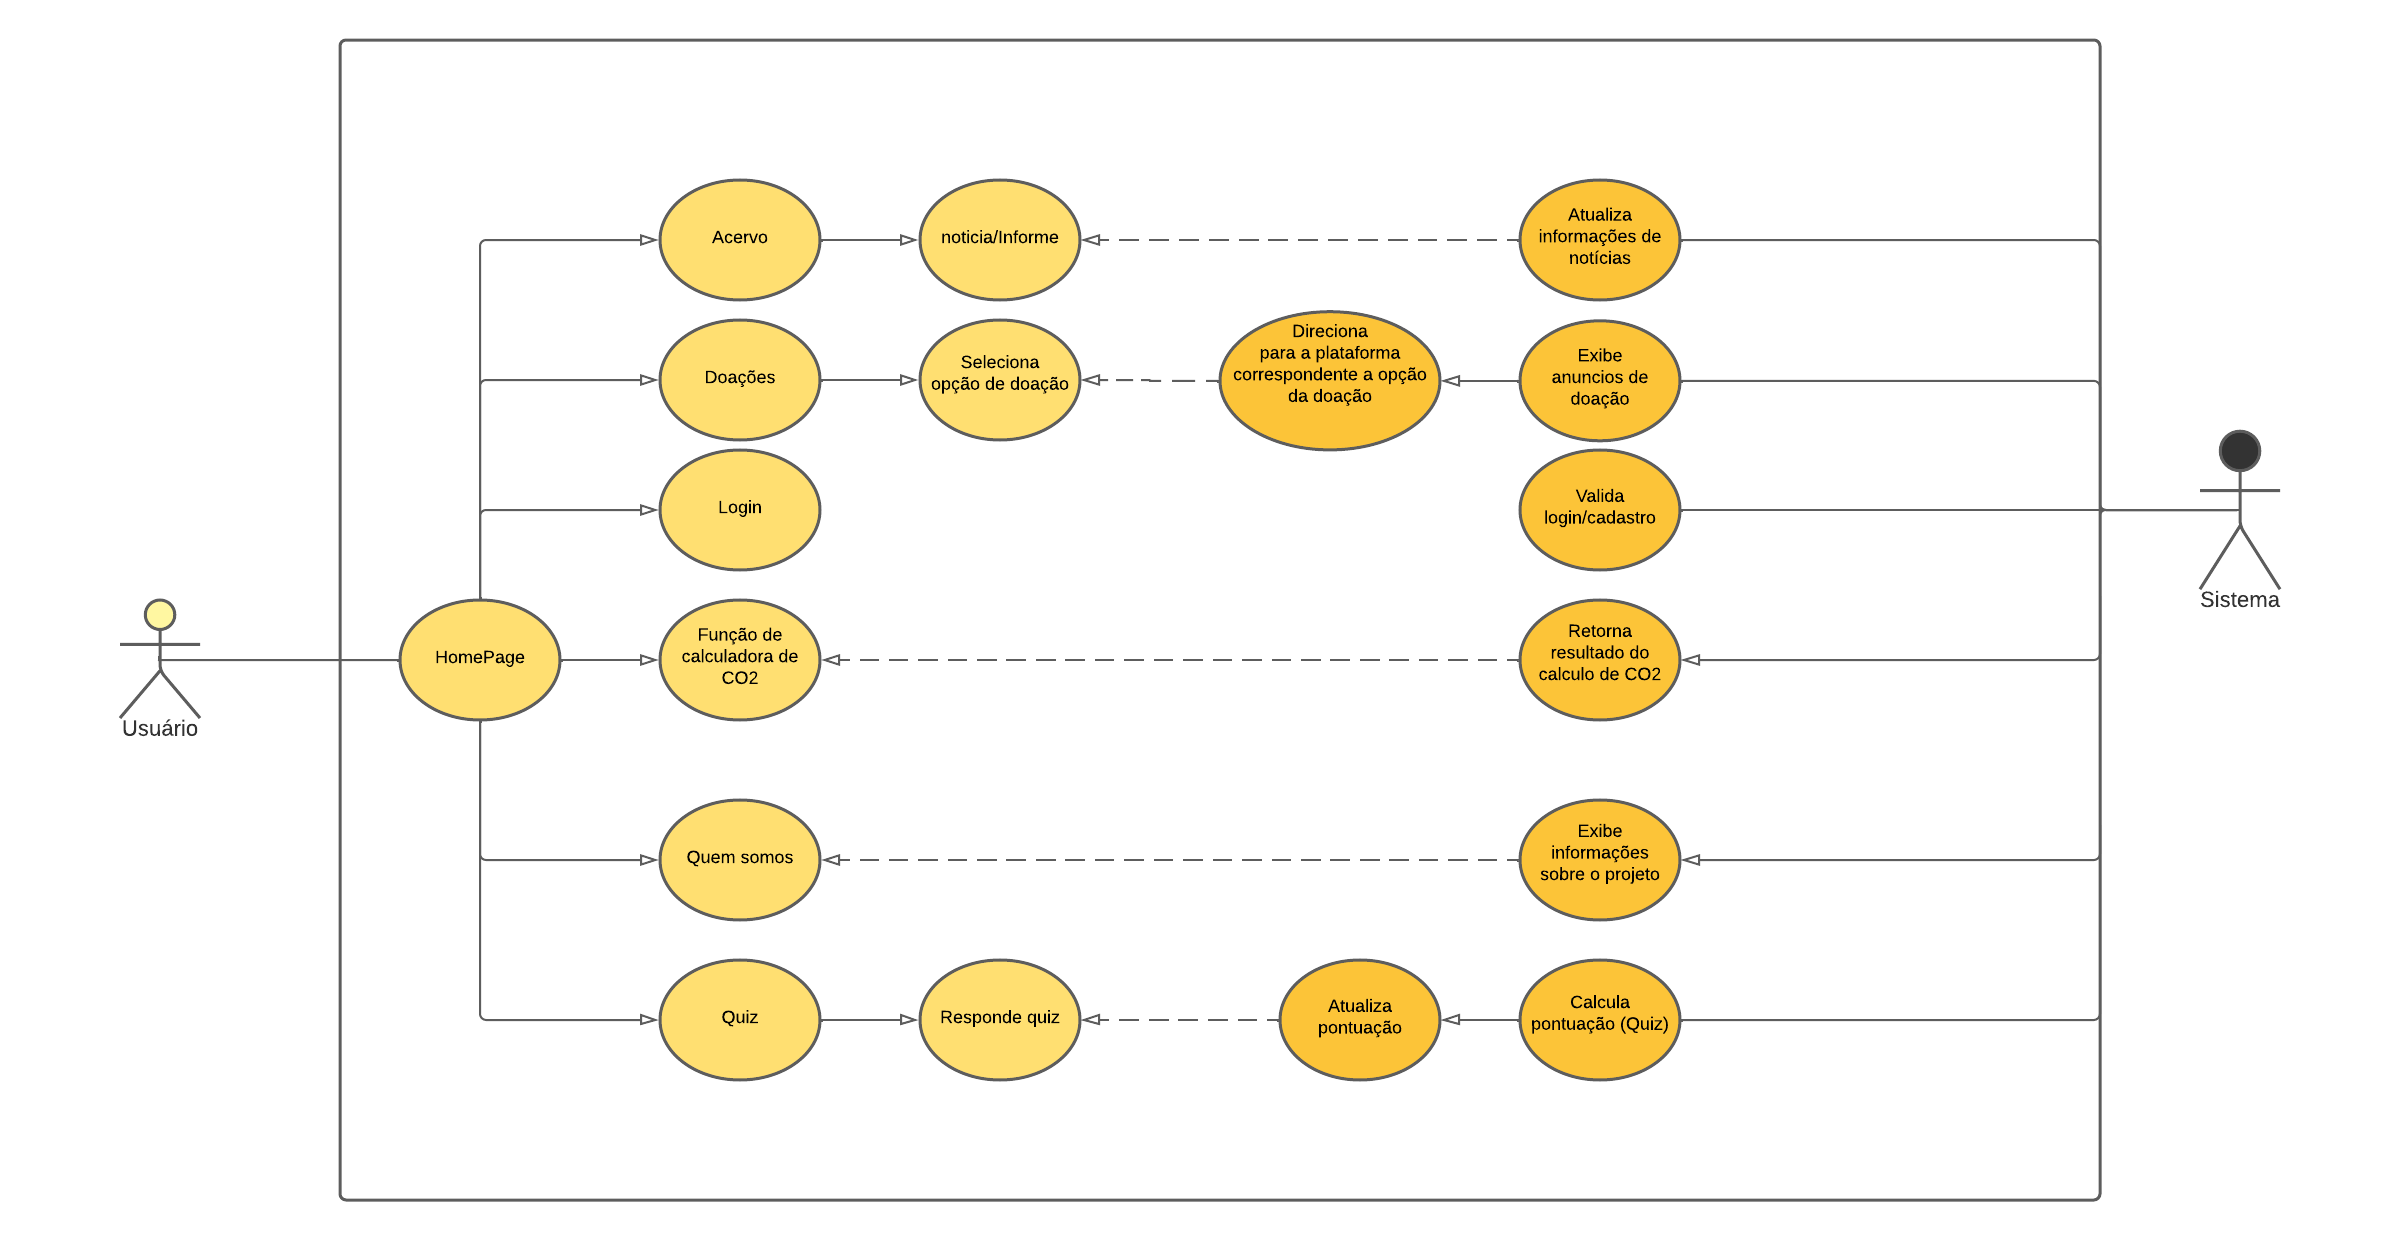 Acervo
noticia/Informe
Atualiza
informações de
notícias
Doações
Seleciona
opção de doação
Direciona
para a plataforma
correspondente a opção
da doação
Exibe
anuncios de
doação
Login
Valida
login/cadastro
Sistema
Usuário
HomePage
Função de
calculadora de
CO2
Retorna
resultado do
calculo de CO2
Quem somos
Exibe
informações
sobre o projeto
Quiz
Responde quiz
Atualiza
pontuação
Calcula
pontuação (Quiz)